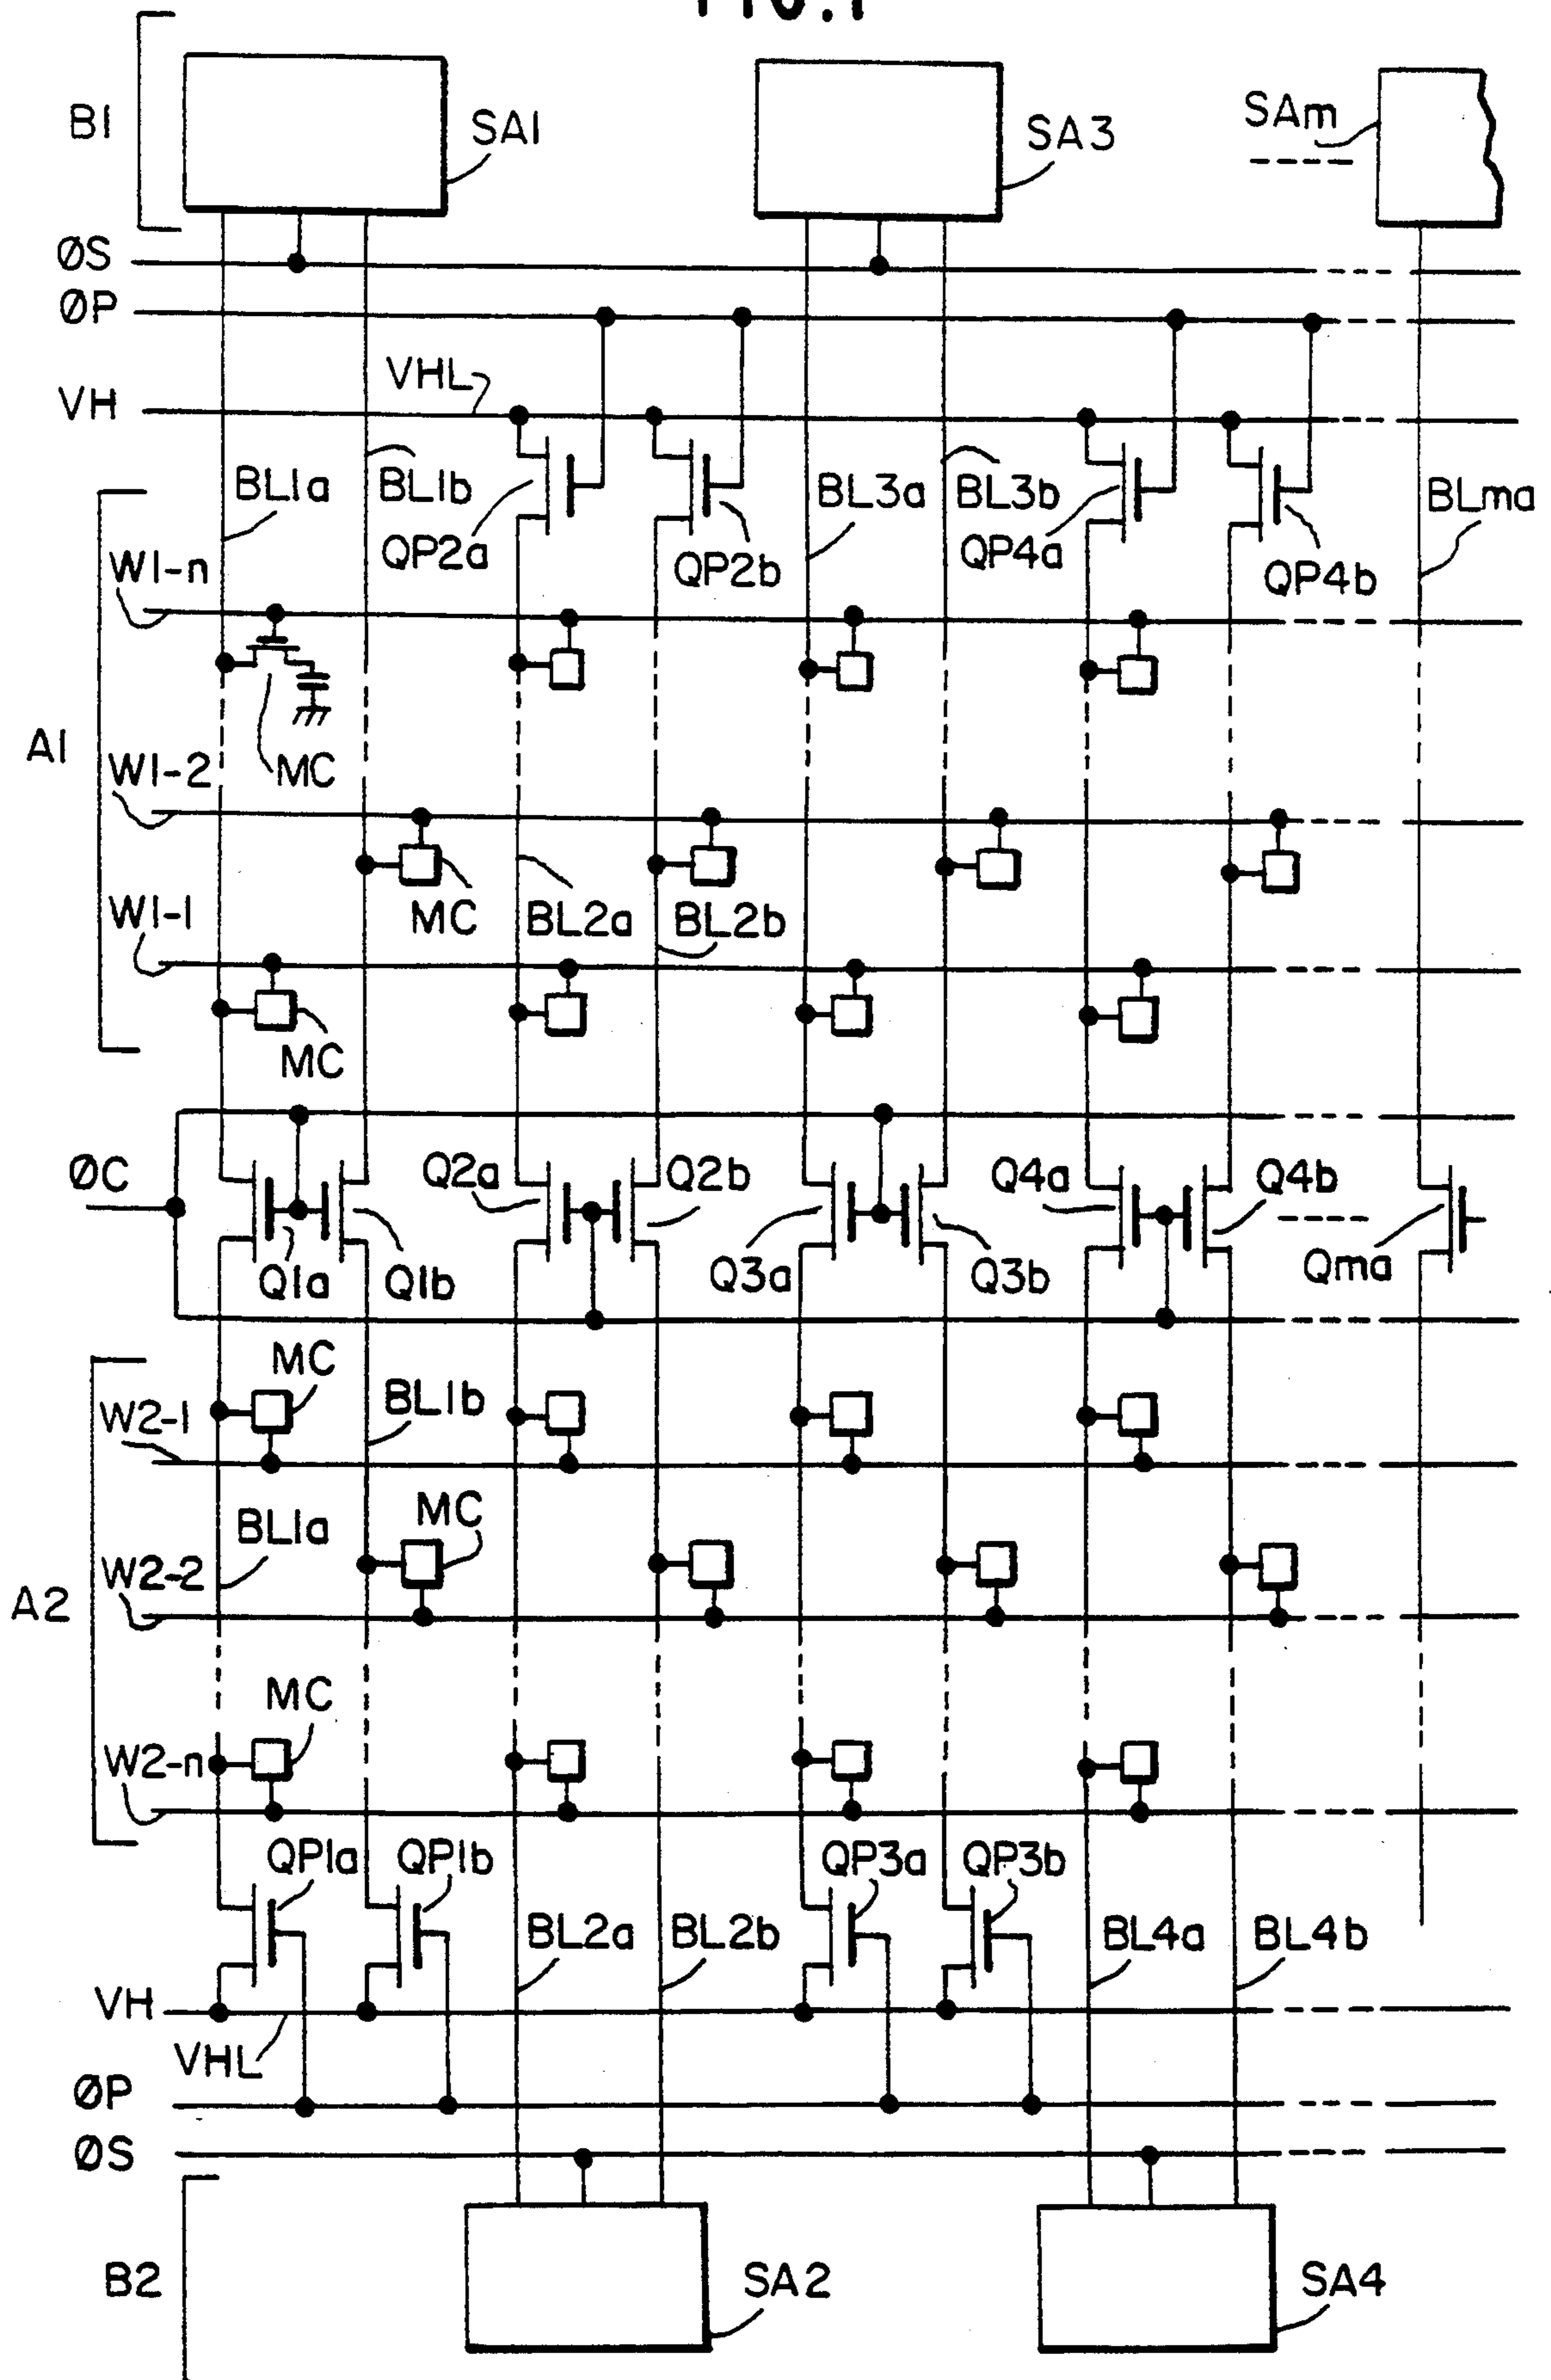 FIG.1
B1
SA1
SA3
SAm
ØS
ØP
VHL
VH
BL1a
BL1b
QP2a
QP2b
BL3a
BL3b
QP4a
QP4b
BLma
W1-n
MC
A1
W1-2
MC
BL2a
BL2b
W1-1
MC
ØC
Q1a
Q1b
Q2a
Q2b
Q3a
Q3b
Q4a
Q4b
Qma
MC
BL1b
W2-1
BL1a
MC
W2-2
A2
MC
W2-n
QP1a
QP1b
QP3a
QP3b
BL2a
BL2b
BL4a
BL4b
VH
VHL
ØP
ØS
B2
SA2
SA4